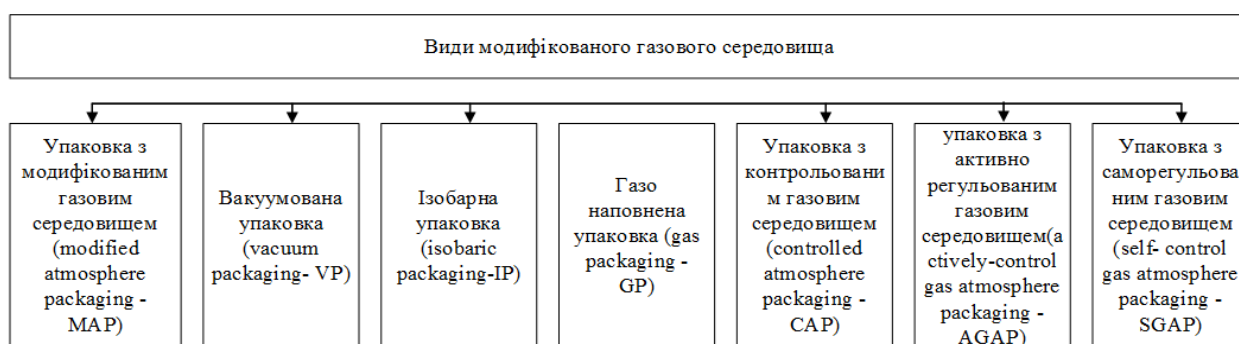 Види модифікованого газового середовища
Упаковка з
модифікованим
газовим
середовищем
(modified
atmosphere
packaging -
MAP)
Вакуумована
упаковка
(vacuum
packaging- VP)
Ізобарна
упаковка
(isobaric
packaging-IP)
Газо
наповнена
упаковка (gas
packaging -
GP)
Упаковка з
контрольовани
м газовим
середовищем
(controlled
atmosphere
packaging -
CAP)
упаковка з
активно
регульованим
газовим
середовищем(a
ctively-control
gas atmosphere
packaging -
AGAP)
Упаковка з
саморегульова
ним газовим
середовищем
(self- control
gas atmosphere
packaging -
SGAP)